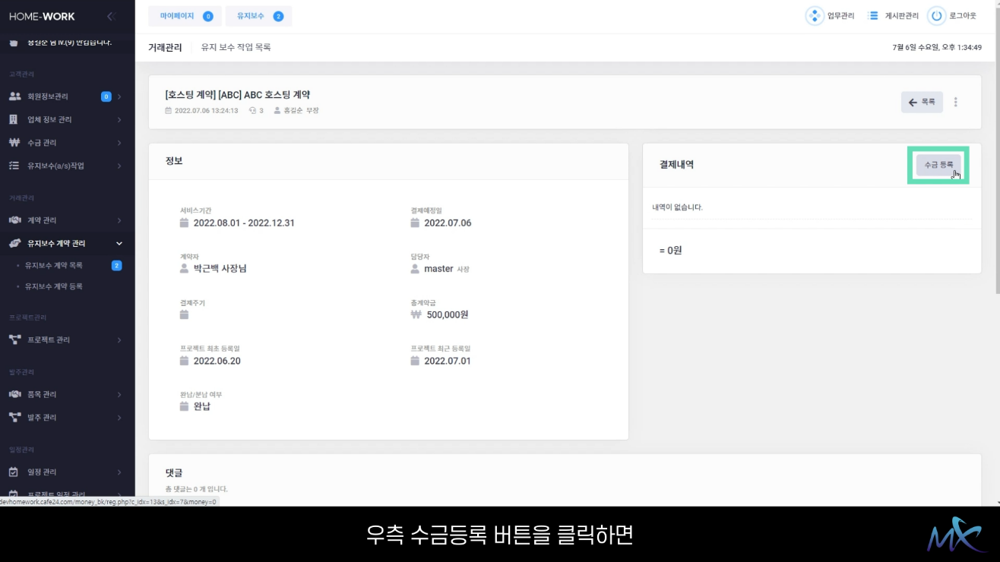 HOME-WORK
마이페이지 0
유지보수 2
업무관리
게시판관리
로그아웃
홍길순 님 lv.(9) 반갑습니다.
거래관리
유지 보수 작업 목록
7월 6일 수요일, 오후 1:34:49
고객관리
회원정보관리 0
업체 정보 관리
수금 관리
유지보수(a/s)작업
거래관리
계약 관리
유지보수 계약 관리
유지보수 계약 목록 2
유지보수 계약 등록
프로젝트관리
프로젝트 관리
발주관리
품목 관리
발주 관리
일정관리
일정 관리
프로젝트 일정 관리
[호스팅 계약] [ABC] ABC 호스팅 계약
2022.07.06 13:24:13 3 홍길순 부장
목록
정보
서비스기간
2022.08.01 - 2022.12.31
결제예정일
2022.07.06
계약자
박근백 사장님
담당자
master 사장
결제주기
총계약금
500,000원
프로젝트 최초 등록일
2022.06.20
프로젝트 최근 등록일
2022.07.01
완납/분납 여부
완납
결제내역
수금 등록
내역이 없습니다.
= 0원
댓글
총 댓글는 0 개 입니다.
devhomework.cafe24.com/money_bk/reg.php?c_idx=13&s_idx=7&money=0
우측 수금등록 버튼을 클릭하면
MX